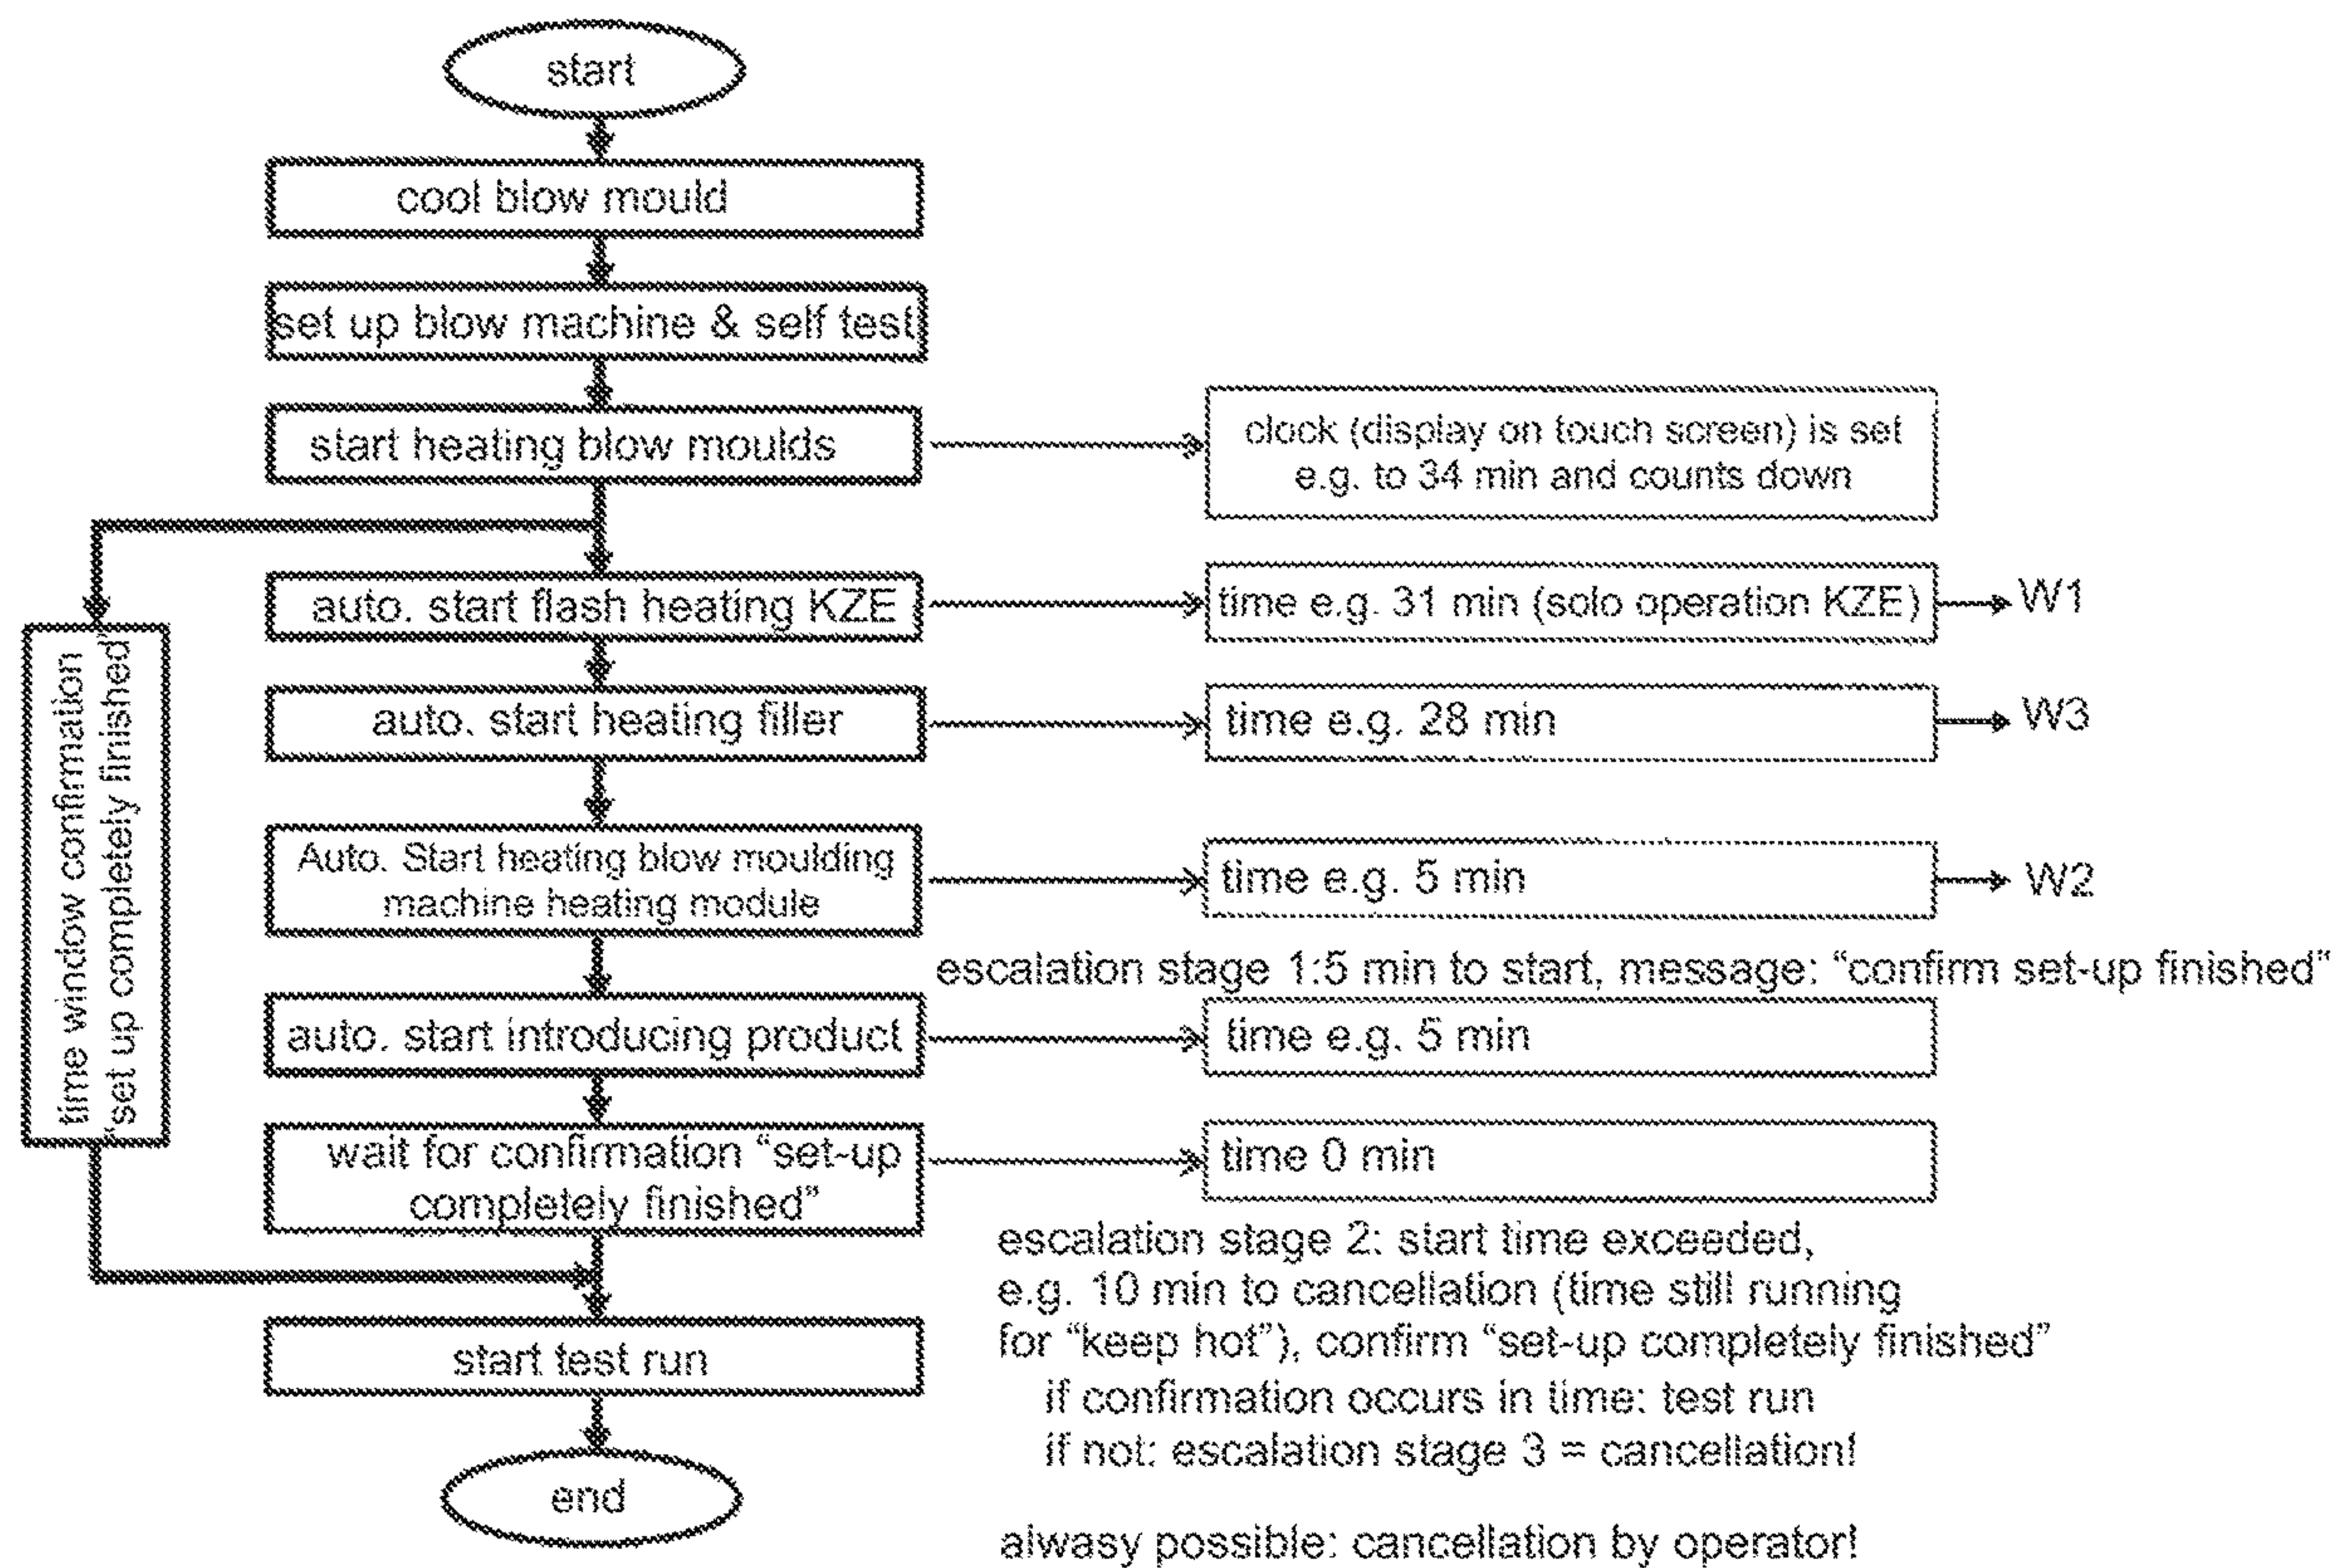 start
cool blow mould
set up blow machine & self test
start heating blow moulds
clock (display on touch screen) is set
e.g. to 34 min and counts down
auto. start flash heating KZE
time e.g. 31 min (solo operation KZE)
W1
auto. start heating filler
time e.g. 28 min
W3
time window confirmation
"set up completely finished"
Auto. Start heating blow moulding
machine heating module
time e.g. 5 min
W2
escalation stage 1:5 min to start, message: “confirm set-up finished”
auto. start introducing product
time e.g. 5 min
wait for confirmation “set-up
completely finished”
time 0 min
escalation stage 2: start time exceeded,
e.g. 10 min to cancellation (time still running
for “keep hot”), confirm “set-up completely finished”
if confirmation occurs in time: test run
if not: escalation stage 3 = cancellation!
start test run
end
alwasy possible: cancellation by operator!